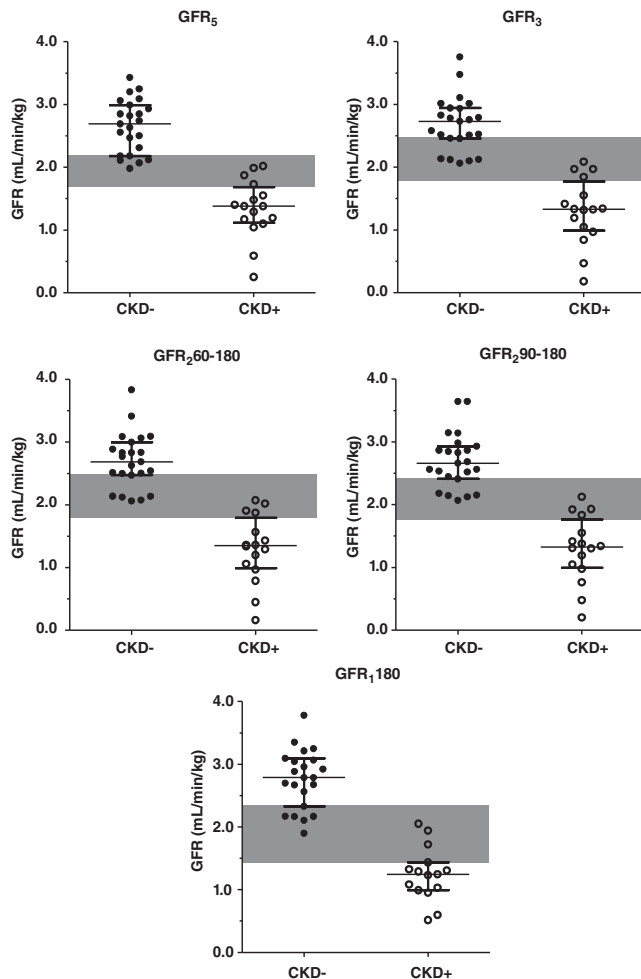 GFR5
GFR3
GFR (mL/min/kg)
4.0
3.0
2.0
1.0
0.0
CKD-
CKD+
GFR (mL/min/kg)
4.0
3.0
2.0
1.0
0.0
CKD-
CKD+
GFR260-180
GFR290-180
GFR (mL/min/kg)
4.0
3.0
2.0
1.0
0.0
CKD-
CKD+
GFR (mL/min/kg)
4.0
3.0
2.0
1.0
0.0
CKD-
CKD+
GFR1180
GFR (mL/min/kg)
4.0
3.0
2.0
1.0
0.0
CKD-
CKD+